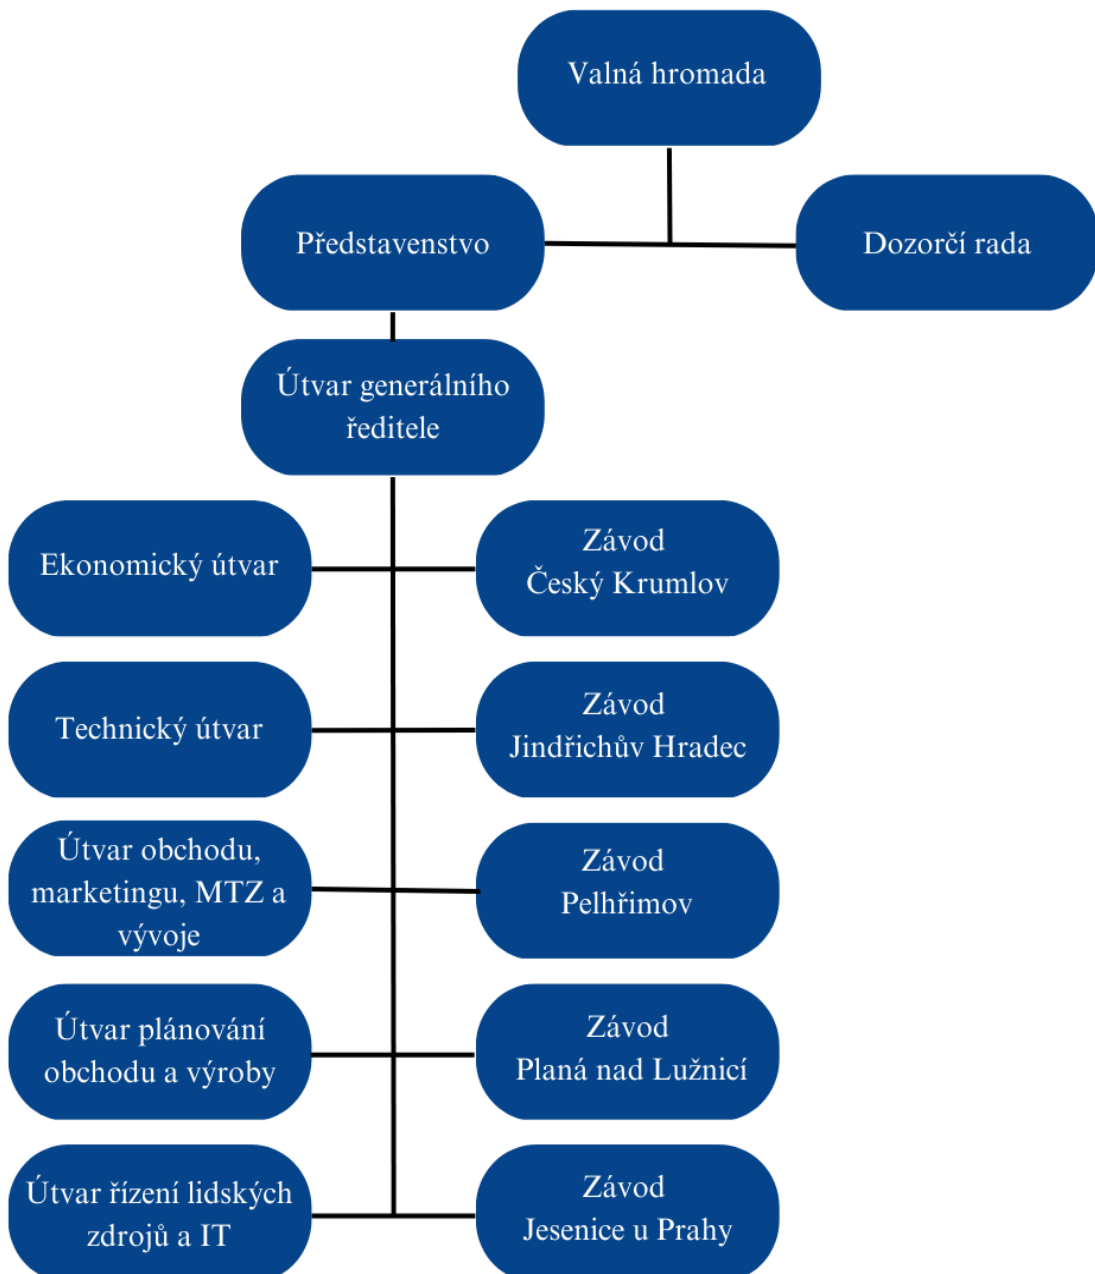 Valná hromada
Představenstvo
Dozorčí rada
Útvar generálního
ředitele
Ekonomický útvar
Závod
Český Krumlov
Technický útvar
Závod
Jindřichův Hradec
Útvar obchodu,
marketingu, MTZ a
vývoje
Závod
Pelhřimov
Útvar plánování
obchodu a výroby
Závod
Planá nad Lužnicí
Útvar řízení lidských
zdrojů a IT
Závod
Jesenice u Prahy